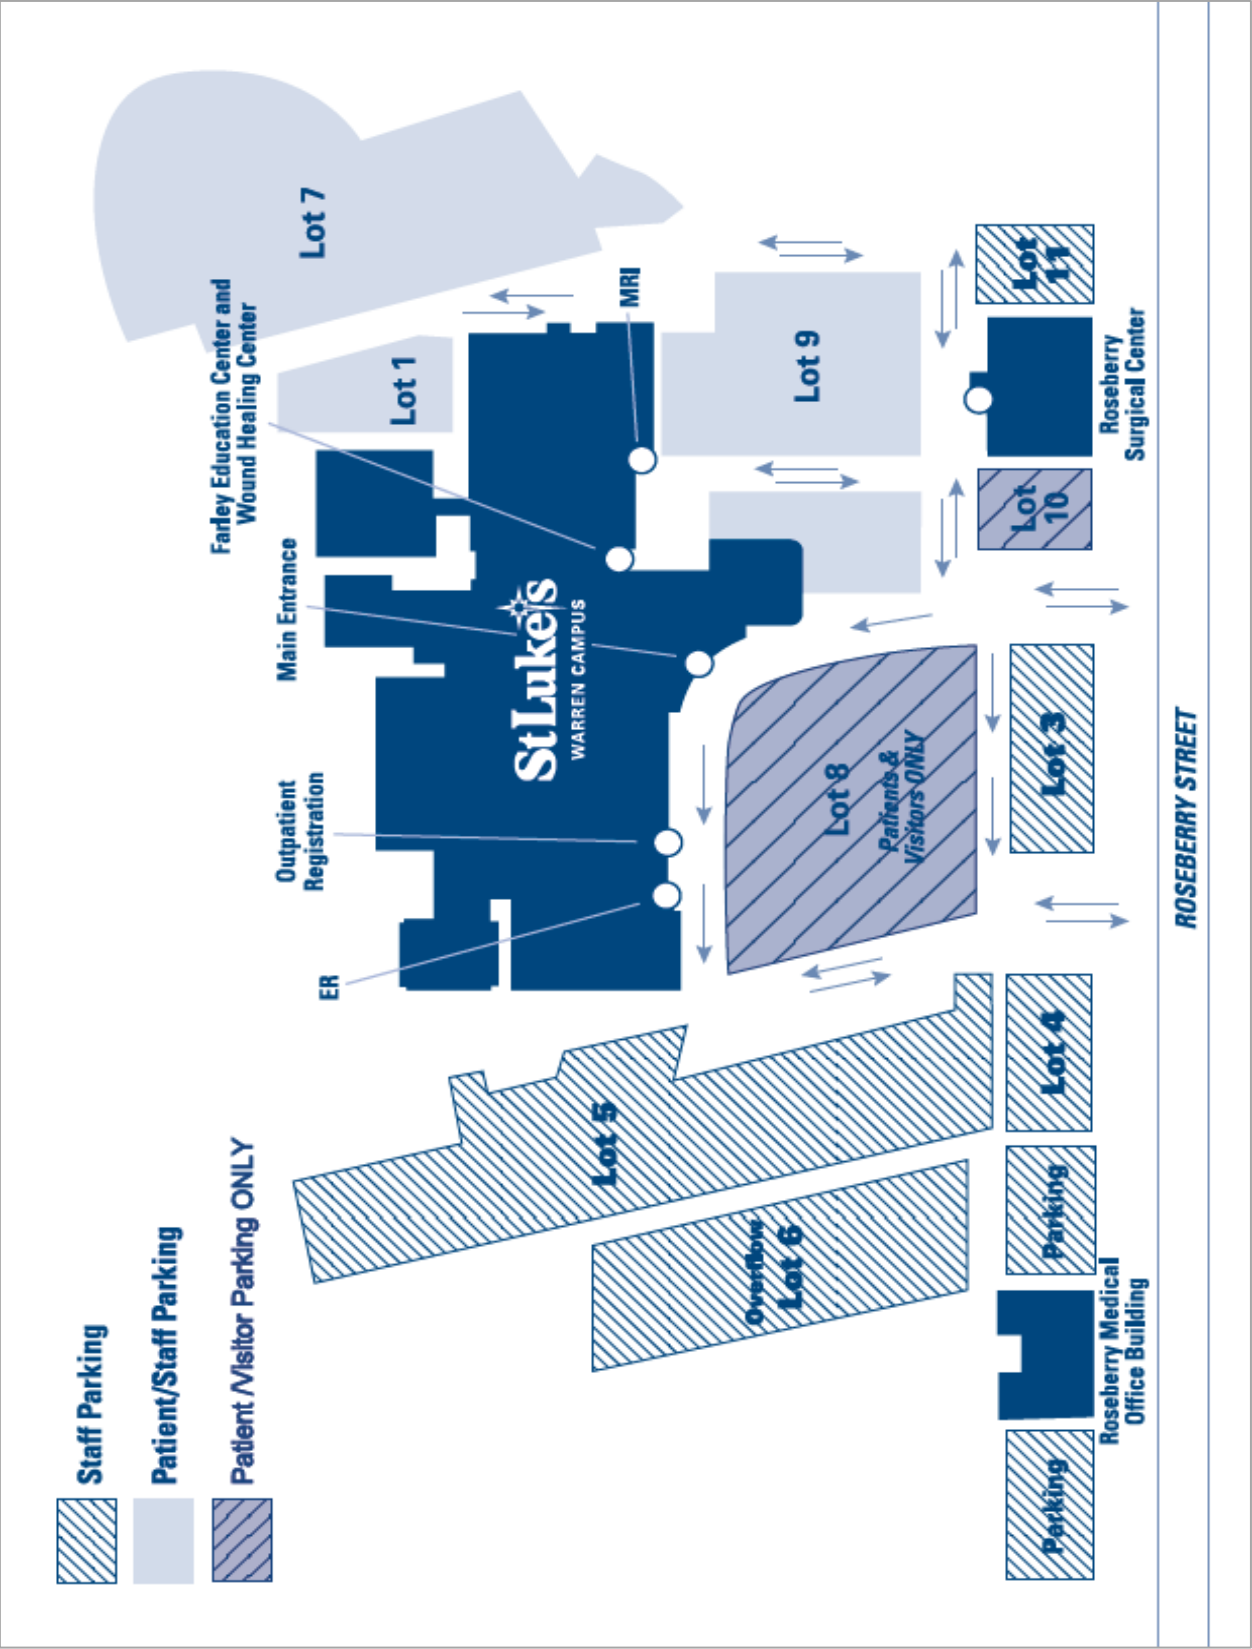 Staff Parking
Patient/Staff Parking
Patient /Visitor Parking ONLY
ER
Outpatient
Registration
Main Entrance
Farley Education Center and
Wound Healing Center
MRI
Lot 7
Lot 1
St Luke's
WARREN CAMPUS
Lot 5
Overflow
Lot 6
Lot 8
Patients &
Visitors ONLY
Lot 9
Parking
Roseberry Medical
Office Building
Parking
Lot 4
Lot 3
Lot
10
Roseberry
Surgical Center
Lot
11
ROSEBERRY STREET